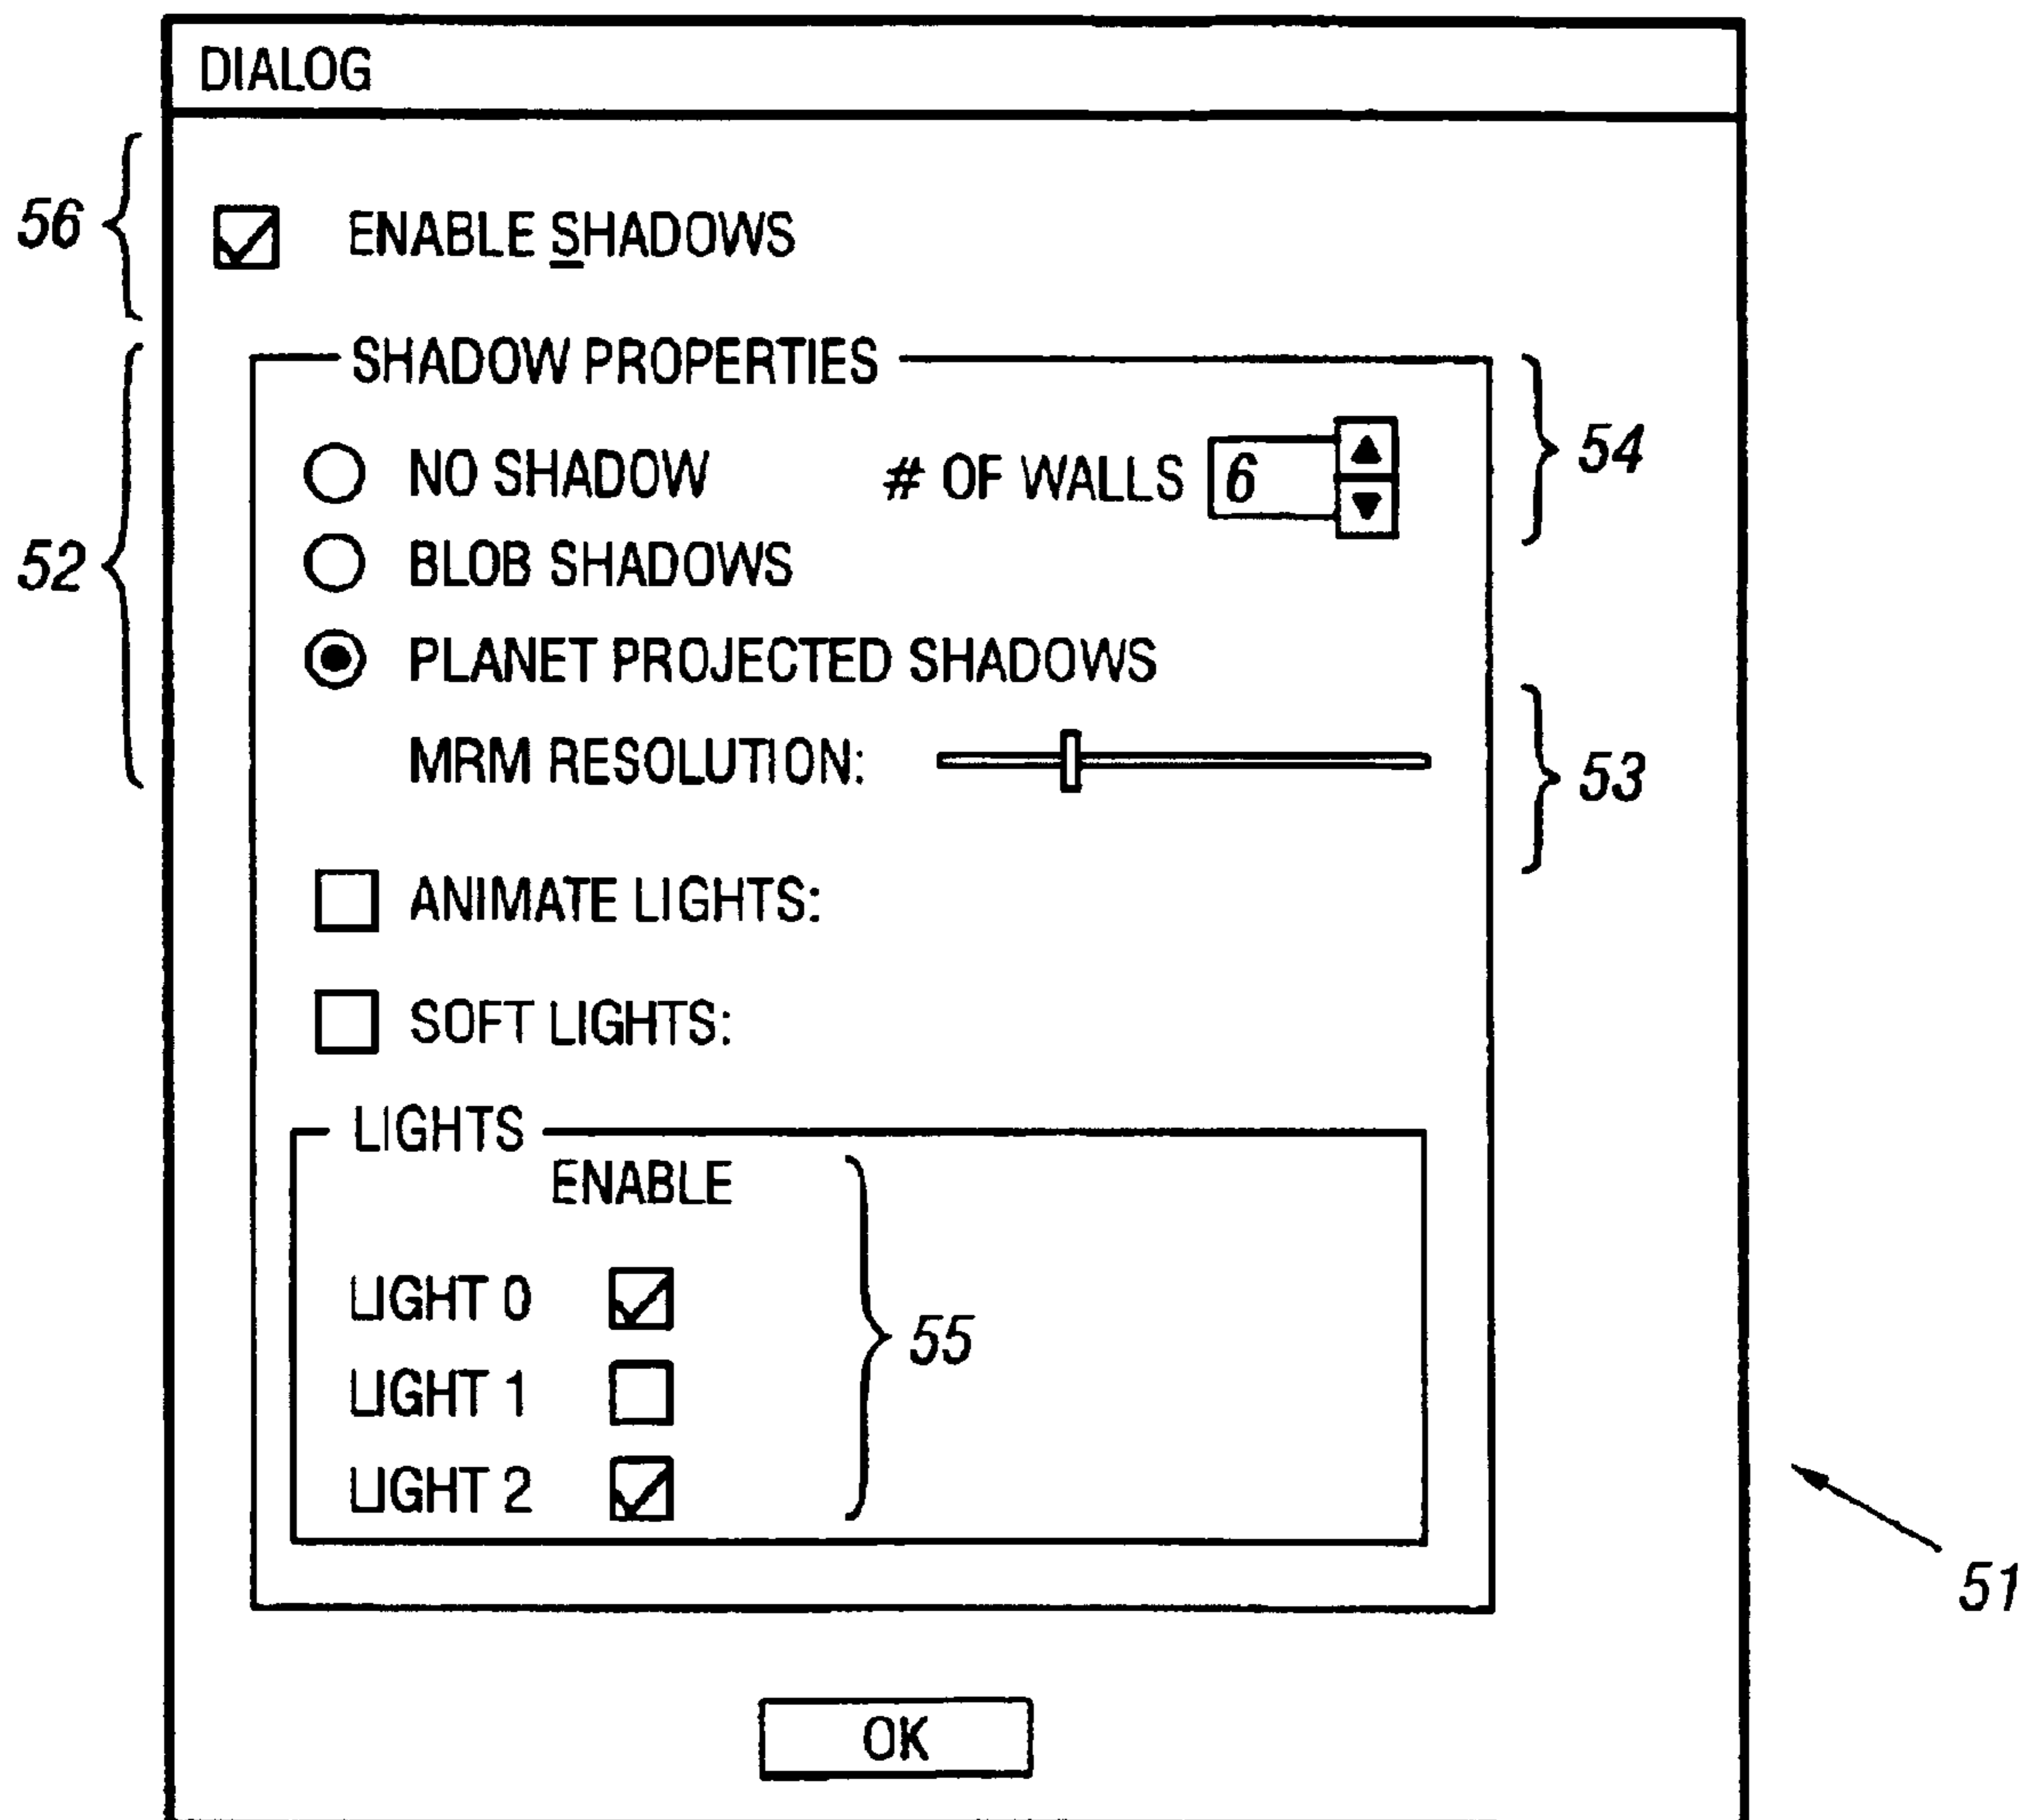 DIALOG
56
ENABLE SHADOWS
SHADOW PROPERTIES
NO SHADOW # OF WALLS 6
54
BLOB SHADOWS
52
PLANET PROJECTED SHADOWS
MRM RESOLUTION:
53
ANIMATE LIGHTS:
SOFT LIGHTS:
LIGHTS
ENABLE
LIGHT 0
55
LIGHT 1
LIGHT 2
51
OK